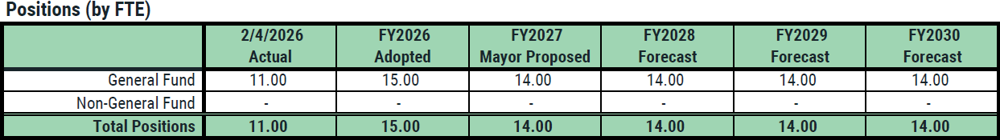 Positions (by FTE)
2/4/2026 FY2026 FY2027 FY2028 FY2029 FY2030
Actual Adopted Mayor Proposed Forecast Forecast Forecast
General Fund 11.00 15.00 14.00 14.00 14.00 14.00
Non-General Fund - - - - - -
Total Positions 11.00 15.00 14.00 14.00 14.00 14.00